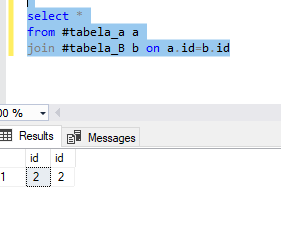 select *
from #tabela_a a
join #tabela_B b on a.id=b.id
00 %
Results Messages
id id
1 2 2